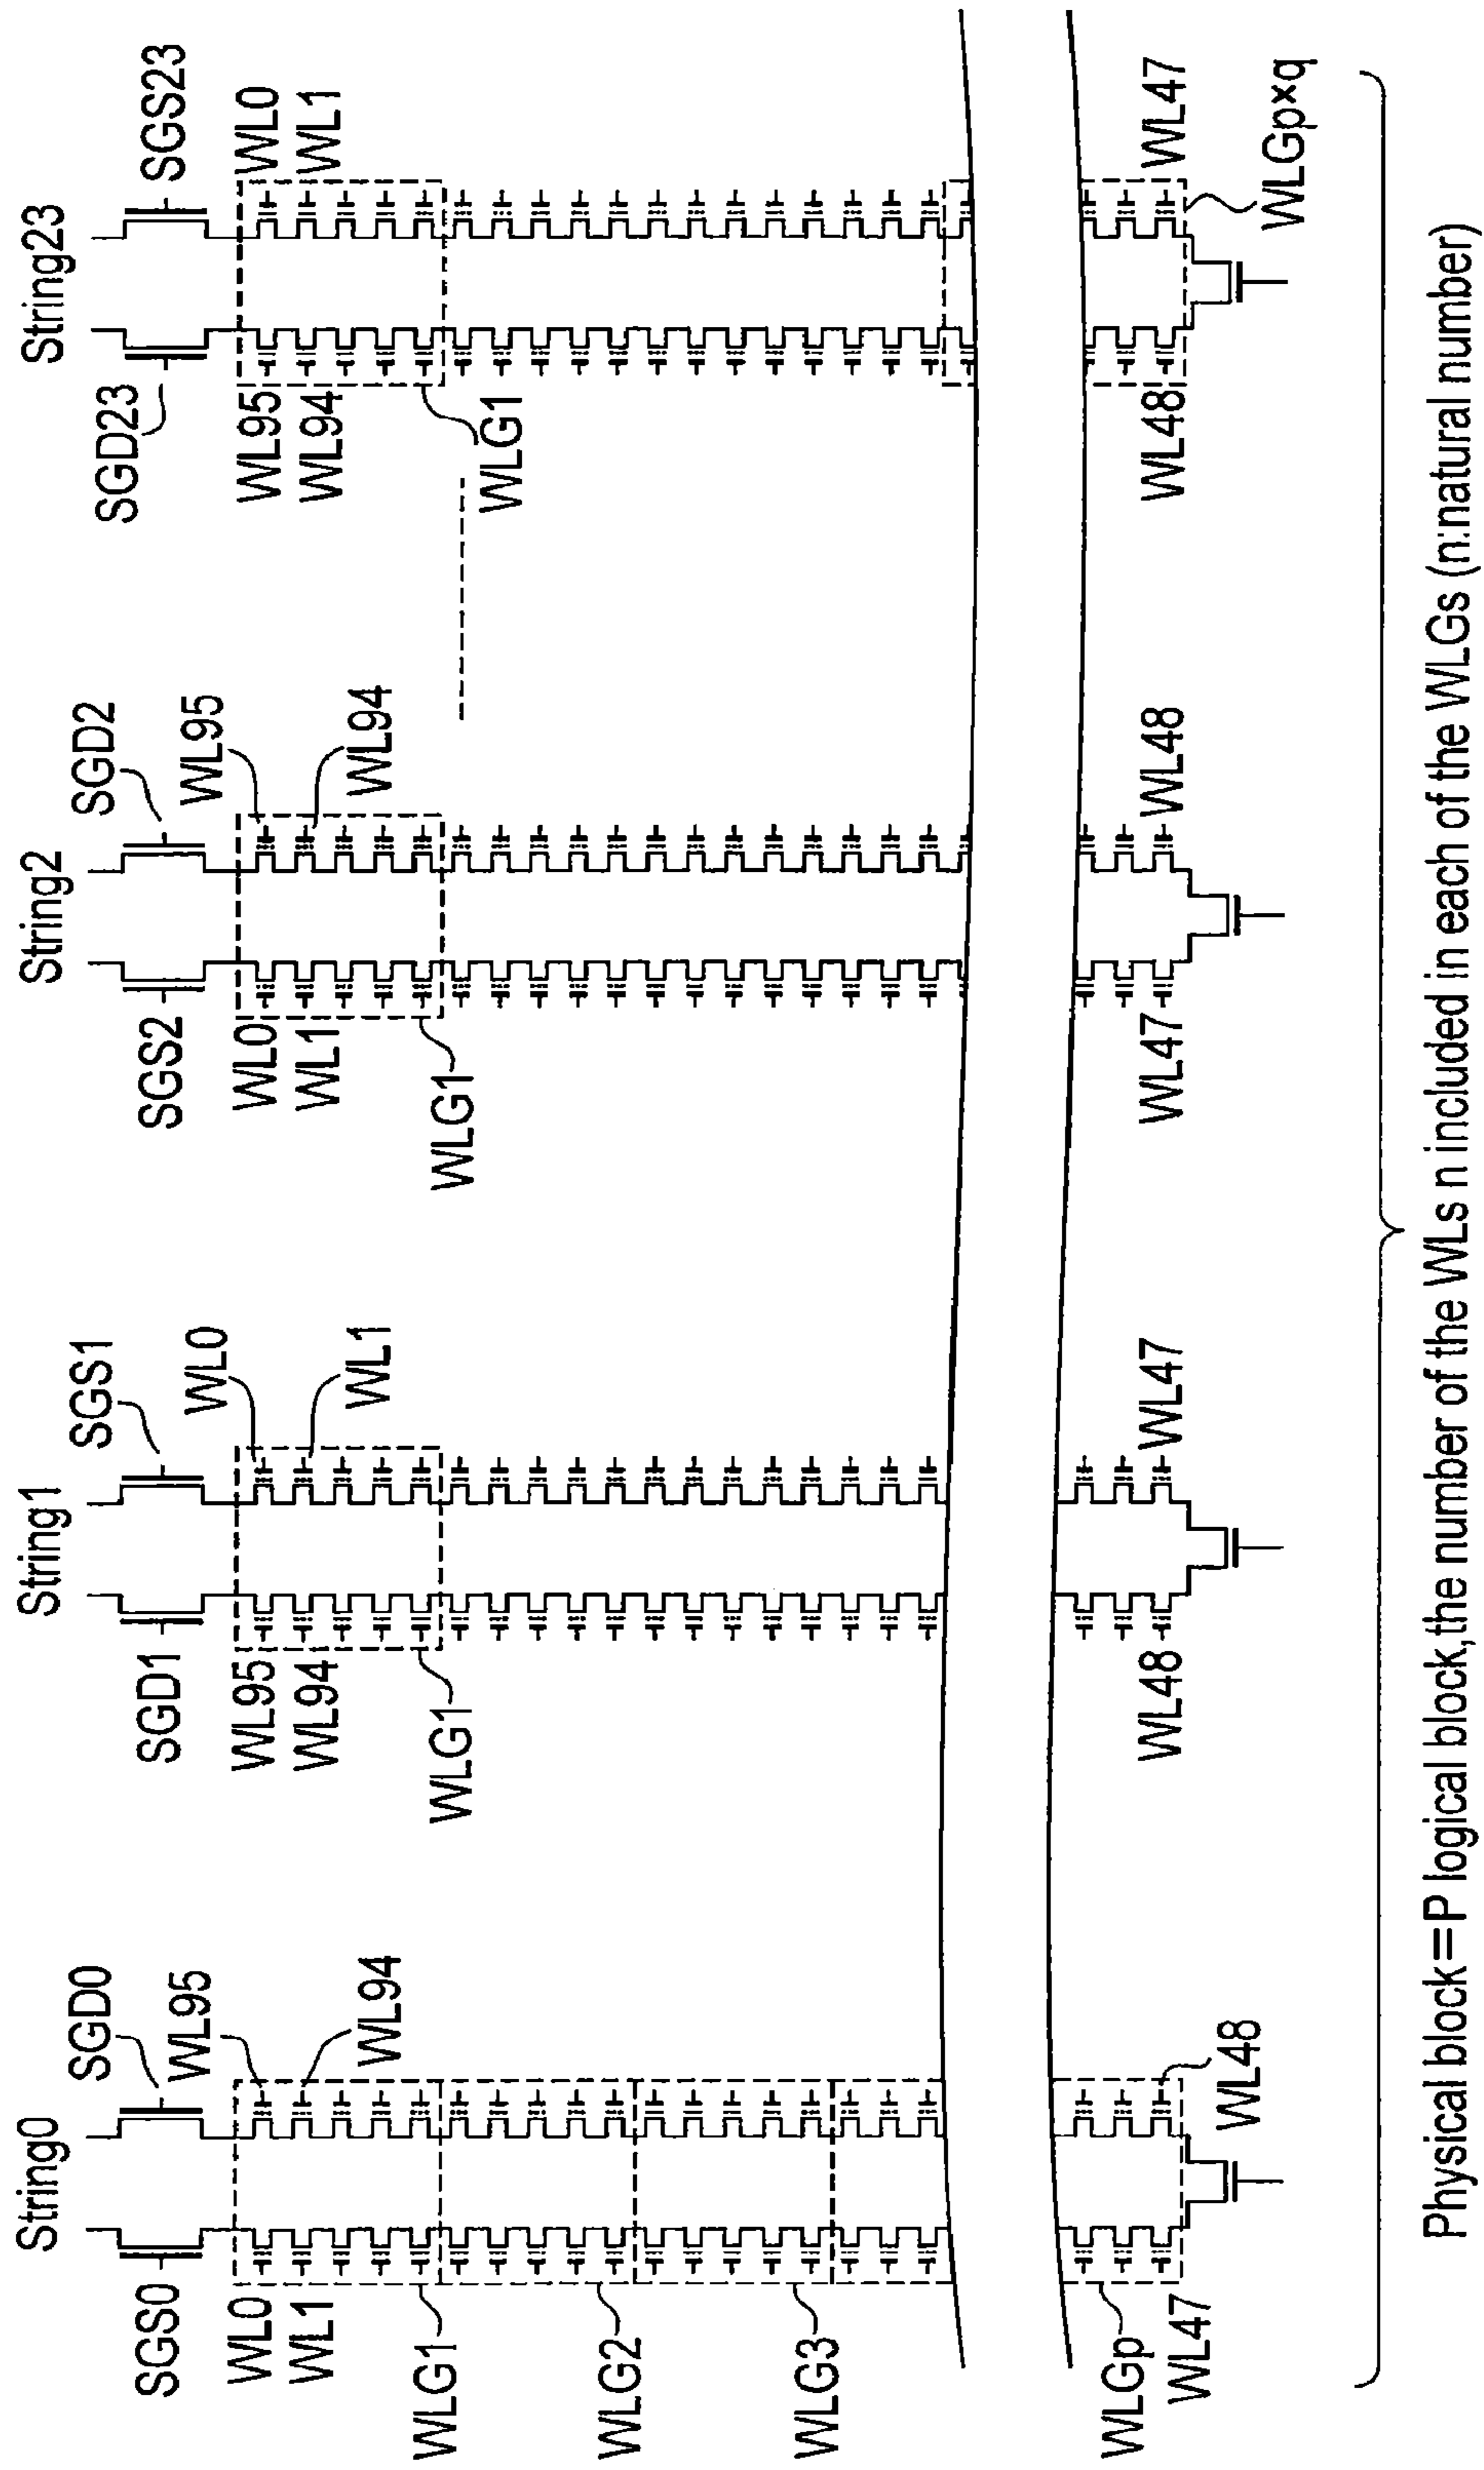 String0
SGS0
SGD0
WL0
WL1
WL95
WL94
WLG1
WLG2
WLG3
WLGp
WL47
WL48
String1
SGD1
SGS1
WL95
WL94
WL0
WL1
WLG1
WL48
WL47
String2
SGS2
SGD2
WL0
WL1
WL95
WL94
WLG1
WL47
WL48
String23
SGD23
SGS23
WL95
WL94
WL0
WL1
WLG1
WL48
WL47
WLGp×q
Physical block=P logical block,the number of the WLs n included in each of the WLGs (n:natural number)